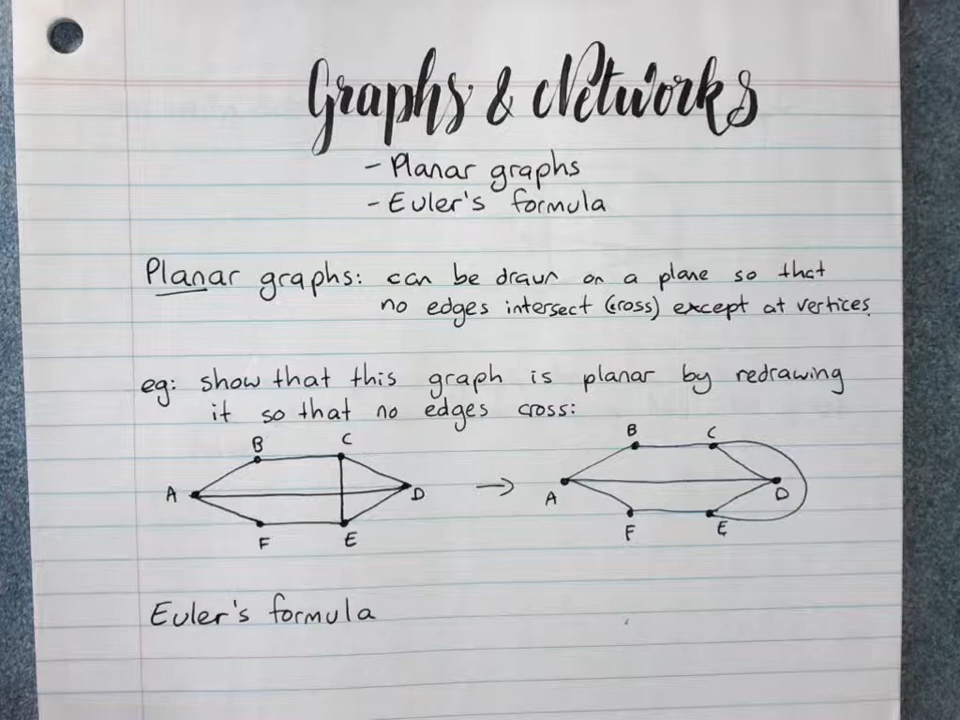 Graphs & Networks
- Planar graphs
- Euler's formula
Planar graphs: can be drawn on a plane so that
no edges intersect (cross) except at vertices.
eg: show that this graph is planar by redrawing
it so that no edges cross:
B C
A D
F E
→
B C
A D
F E
Euler's formula